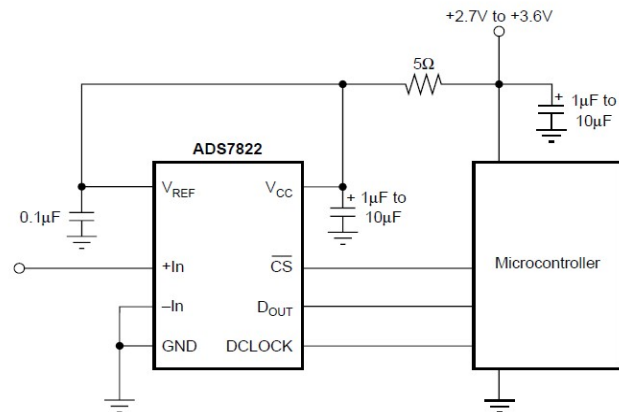 +2.7V to +3.6V
5Ω
+ 1μF to
10μF
ADS7822
VREF
VCC
0.1μF
+ 1μF to
10μF
+In
CS
Microcontroller
–In
DOUT
GND
DCLOCK